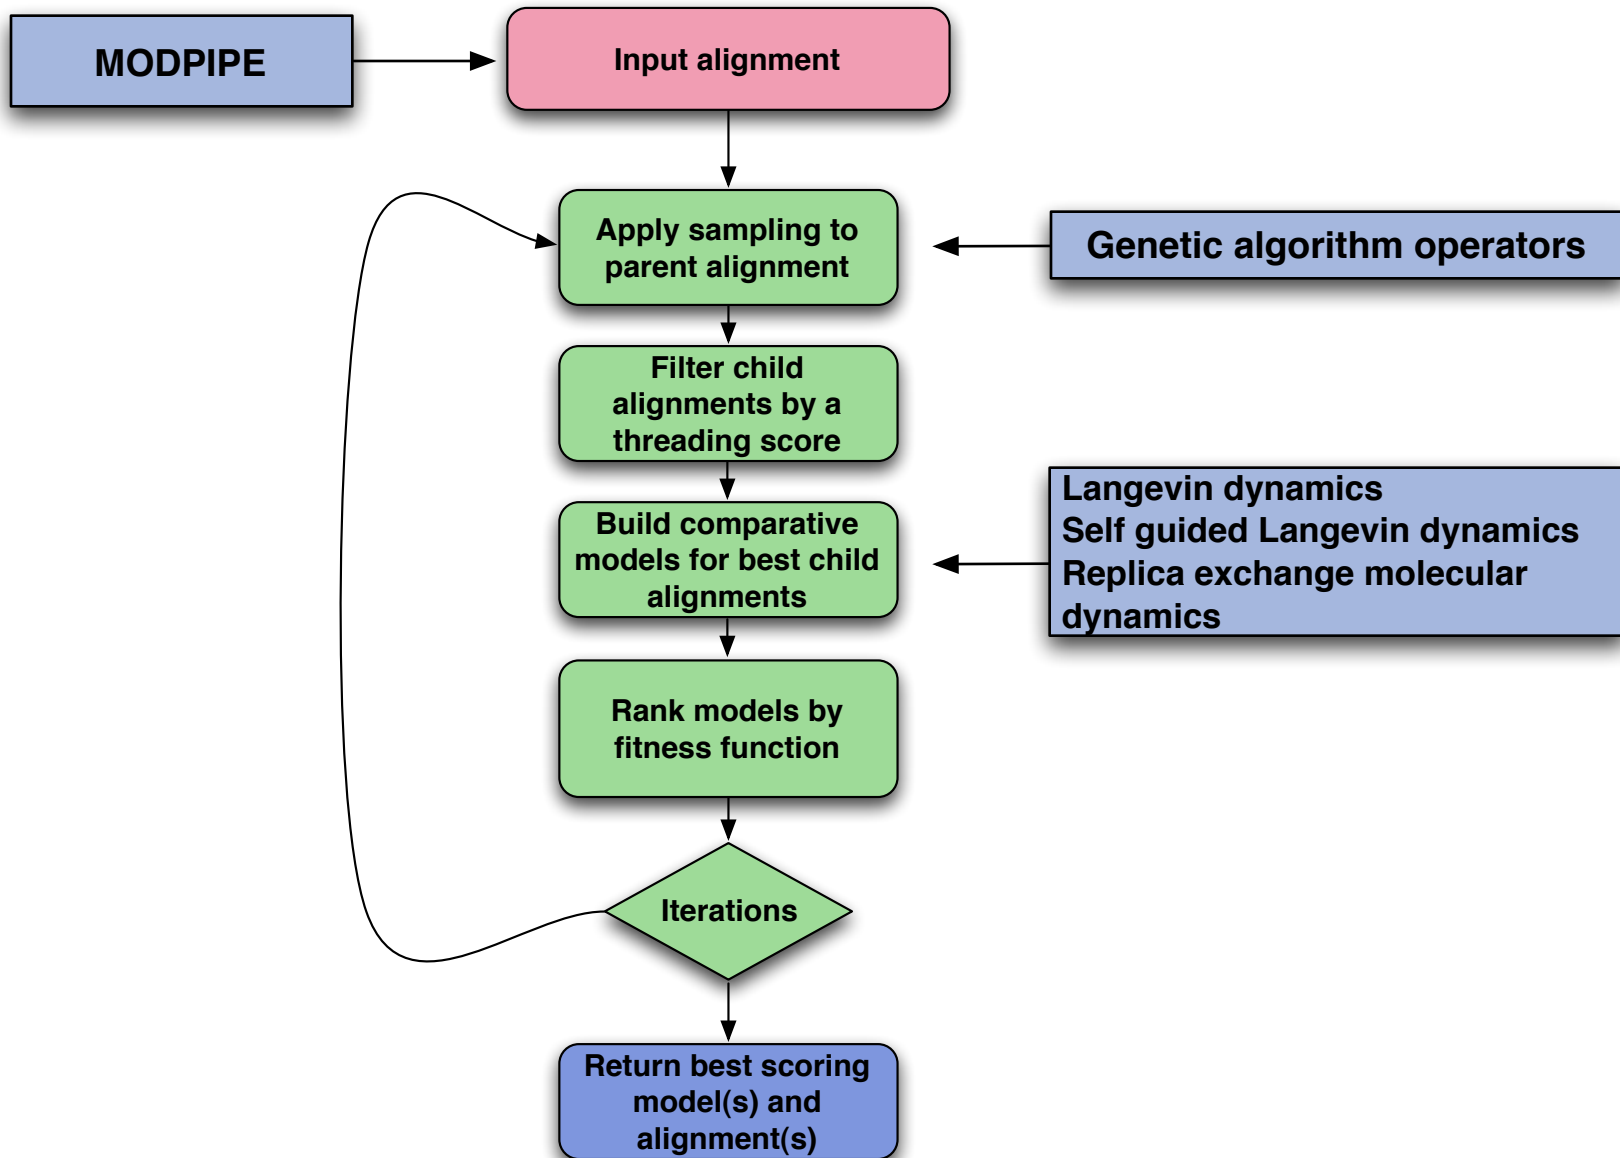 MODPIPE
Input alignment
Apply sampling to
parent alignment
Genetic algorithm operators
Filter child
alignments by a
threading score
Build comparative
models for best child
alignments
Langevin dynamics
Self guided Langevin dynamics
Replica exchange molecular
dynamics
Rank models by
fitness function
Iterations
Return best scoring
model(s) and
alignment(s)